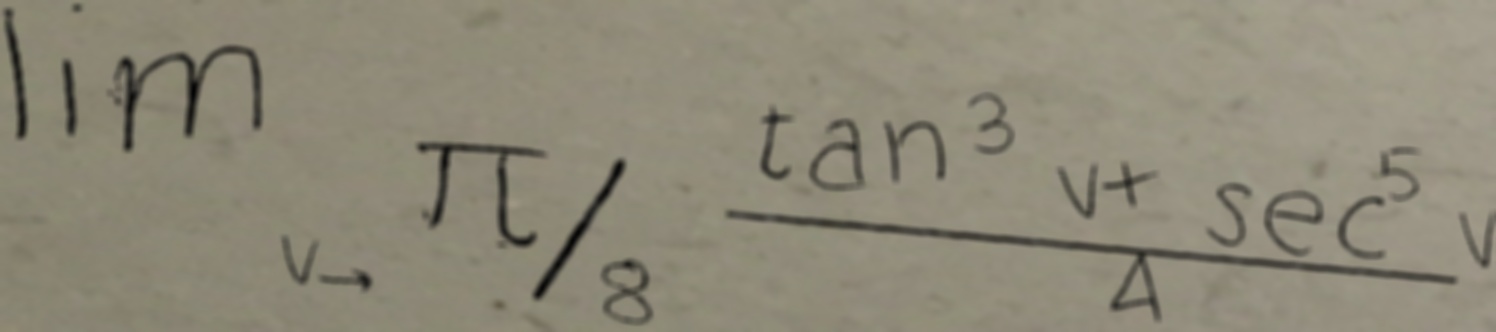 lim v→ π/8 (tan³ v + sec⁵ v)/4